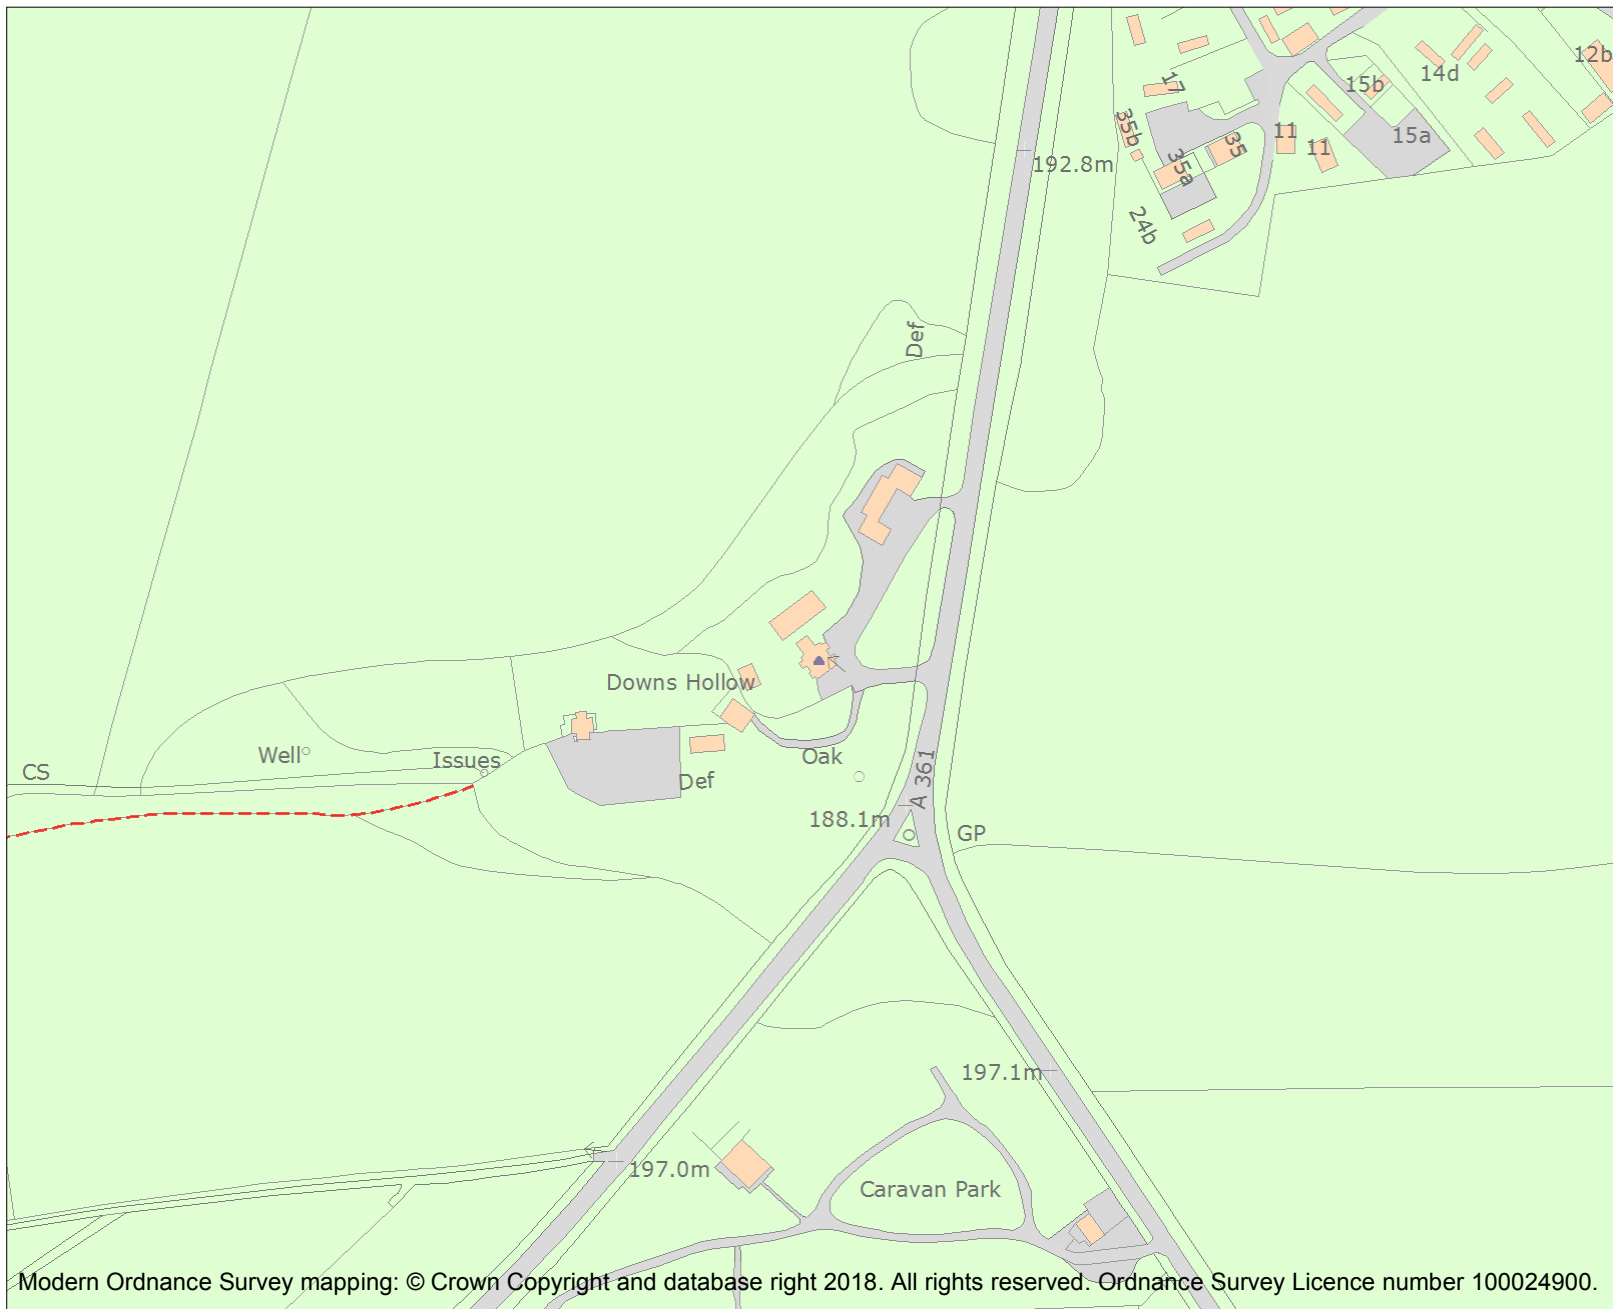 12b
14d
15b
17
35b
11
35
15a
11
192.8m
35a
24b
Def
Downs Hollow
Well
Issues
Oak
CS
Def
A 361
188.1m
GP
197.1m
197.0m
Caravan Park
Modern Ordnance Survey mapping: © Crown Copyright and database right 2018. All rights reserved. Ordnance Survey Licence number 100024900.